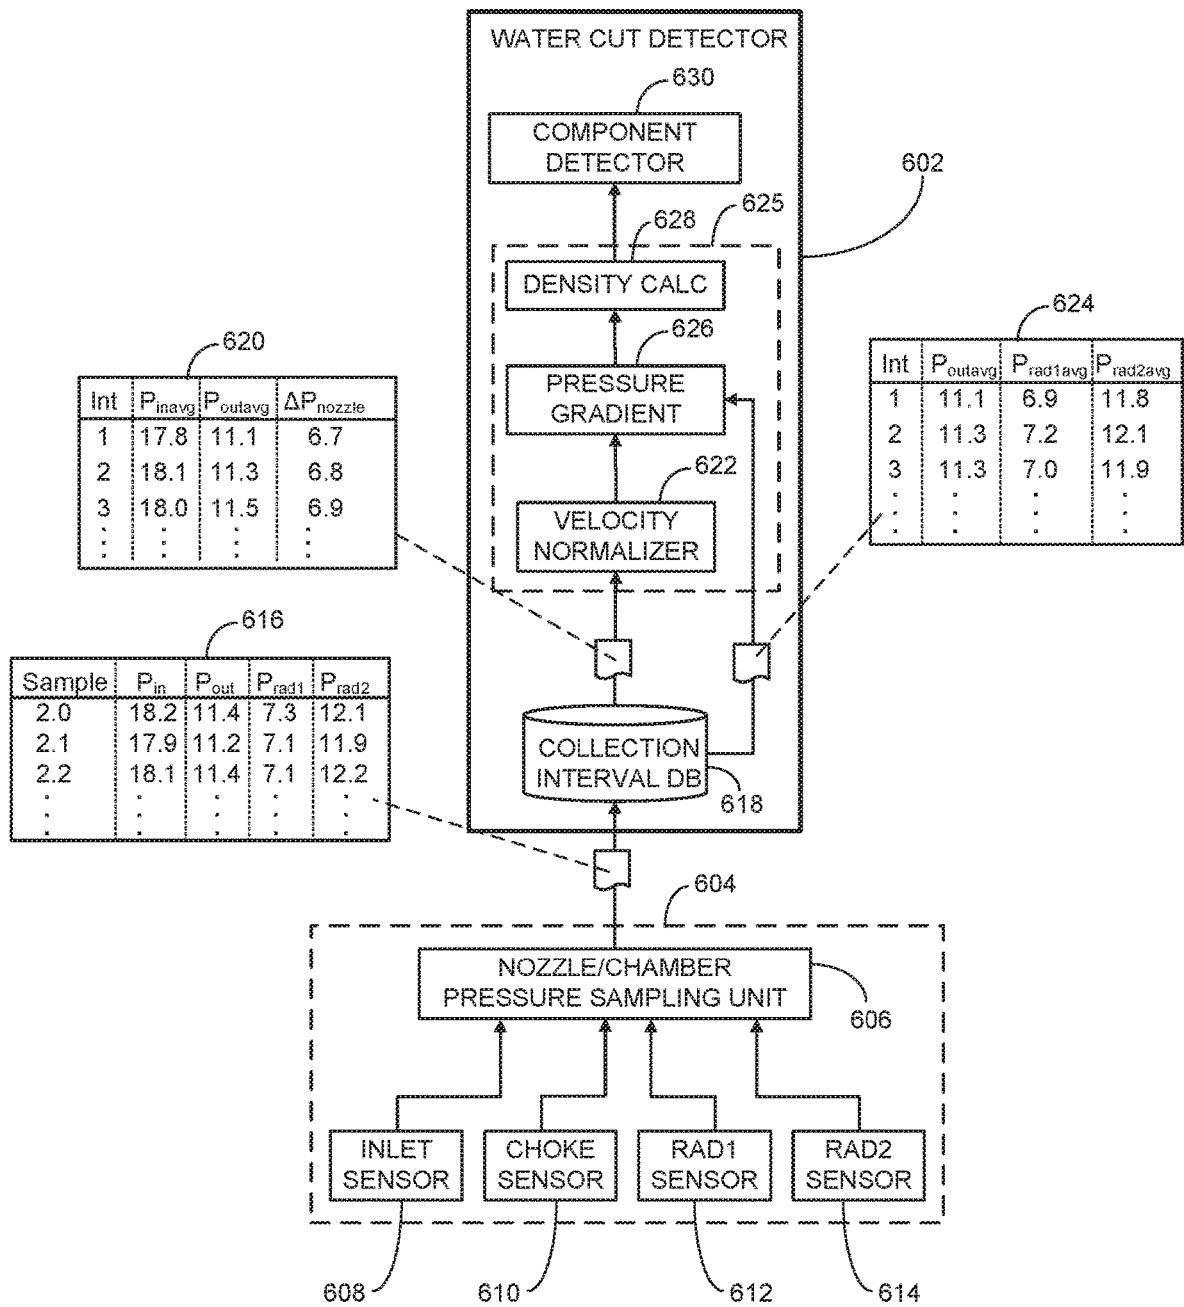 WATER CUT DETECTOR
630
COMPONENT
DETECTOR
602
625
628
DENSITY CALC
626
PRESSURE
GRADIENT
622
VELOCITY
NORMALIZER
620
Int Pinavg Poutavg ΔPnozzle
1 17.8 11.1 6.7
2 18.1 11.3 6.8
3 18.0 11.5 6.9
624
Int Poutavg Prad1avg Prad2avg
1 11.1 6.9 11.8
2 11.3 7.2 12.1
3 11.3 7.0 11.9
616
Sample Pin Pout Prad1 Prad2
2.0 18.2 11.4 7.3 12.1
2.1 17.9 11.2 7.1 11.9
2.2 18.1 11.4 7.1 12.2
COLLECTION
INTERVAL DB
618
604
NOZZLE/CHAMBER
PRESSURE SAMPLING UNIT
606
INLET
SENSOR
CHOKE
SENSOR
RAD1
SENSOR
RAD2
SENSOR
608
610
612
614